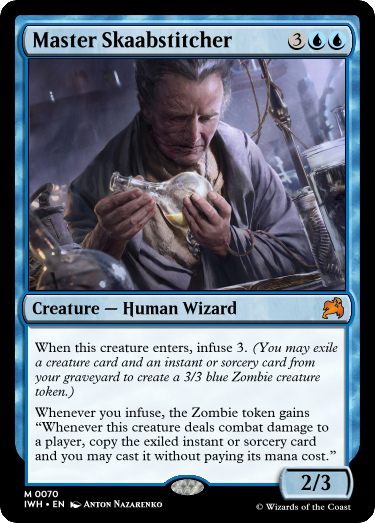 Master Skaabstitcher 3
Creature — Human Wizard
When this creature enters, infuse 3. (You may exile
a creature card and an instant or sorcery card from
your graveyard to create a 3/3 blue Zombie creature
token.)
Whenever you infuse, the Zombie token gains
“Whenever this creature deals combat damage to
a player, copy the exiled instant or sorcery card
and you may cast it without paying its mana cost.”
2/3
M 0070
IWH • EN Anton Nazarenko
© Wizards of the Coast